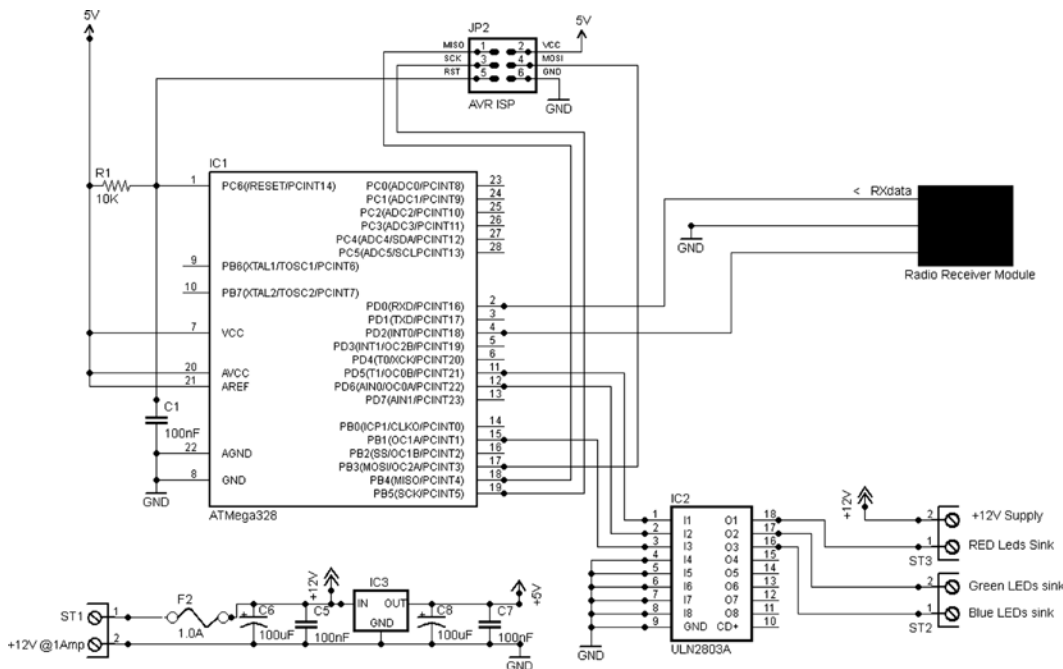 5V
JP2
5V
MISO 1 2 VCC
SCK 3 4 MOSI
RST 5 6 GND
AVR ISP
GND
R1
10K
IC1
1 PC6(/RESET/PCINT14)
9 PB6(XTAL1/TOSC1/PCINT6)
10 PB7(XTAL2/TOSC2/PCINT7)
7 VCC
20 AVCC
21 AREF
22 AGND
8 GND
PC0(ADC0/PCINT8) 23
PC1(ADC1/PCINT9) 24
PC2(ADC2/PCINT10) 25
PC3(ADC3/PCINT11) 26
PC4(ADC4/SDA/PCINT12) 27
PC5(ADC5/SCLPCINT13) 28
PD0(RXD/PCINT16) 2
PD1(TXD/PCINT17) 3
PD2(INT0/PCINT18) 4
PD3(INT1/OC2B/PCINT19) 5
PD4(T0/XCK/PCINT20) 6
PD5(T1/OC0B/PCINT21) 11
PD6(AIN0/OC0A/PCINT22) 12
PD7(AIN1/PCINT23) 13
PB0(ICP1/CLKO/PCINT0) 14
PB1(OC1A/PCINT1) 15
PB2(SS/OC1B/PCINT2) 16
PB3(MOSI/OC2A/PCINT3) 17
PB4(MISO/PCINT4) 18
PB5(SCK/PCINT5) 19
ATMega328
C1
100nF
GND
< RXdata
GND
Radio Receiver Module
IC2
1 I1 O1 18
2 I2 O2 17
3 I3 O3 16
4 I4 O4 15
5 I5 O5 14
6 I6 O6 13
7 I7 O7 12
8 I8 O8 11
9 GND CD+ 10
ULN2803A
GND
+12V
2 +12V Supply
1 RED Leds Sink
ST3
2 Green LEDs sink
1 Blue LEDs sink
ST2
ST1
1
2
+12V @1Amp
F2
1.0A
C6
100uF
+12V
C5
100nF
IC3
IN OUT
GND
C8
100uF
C7
100nF
+5V
GND